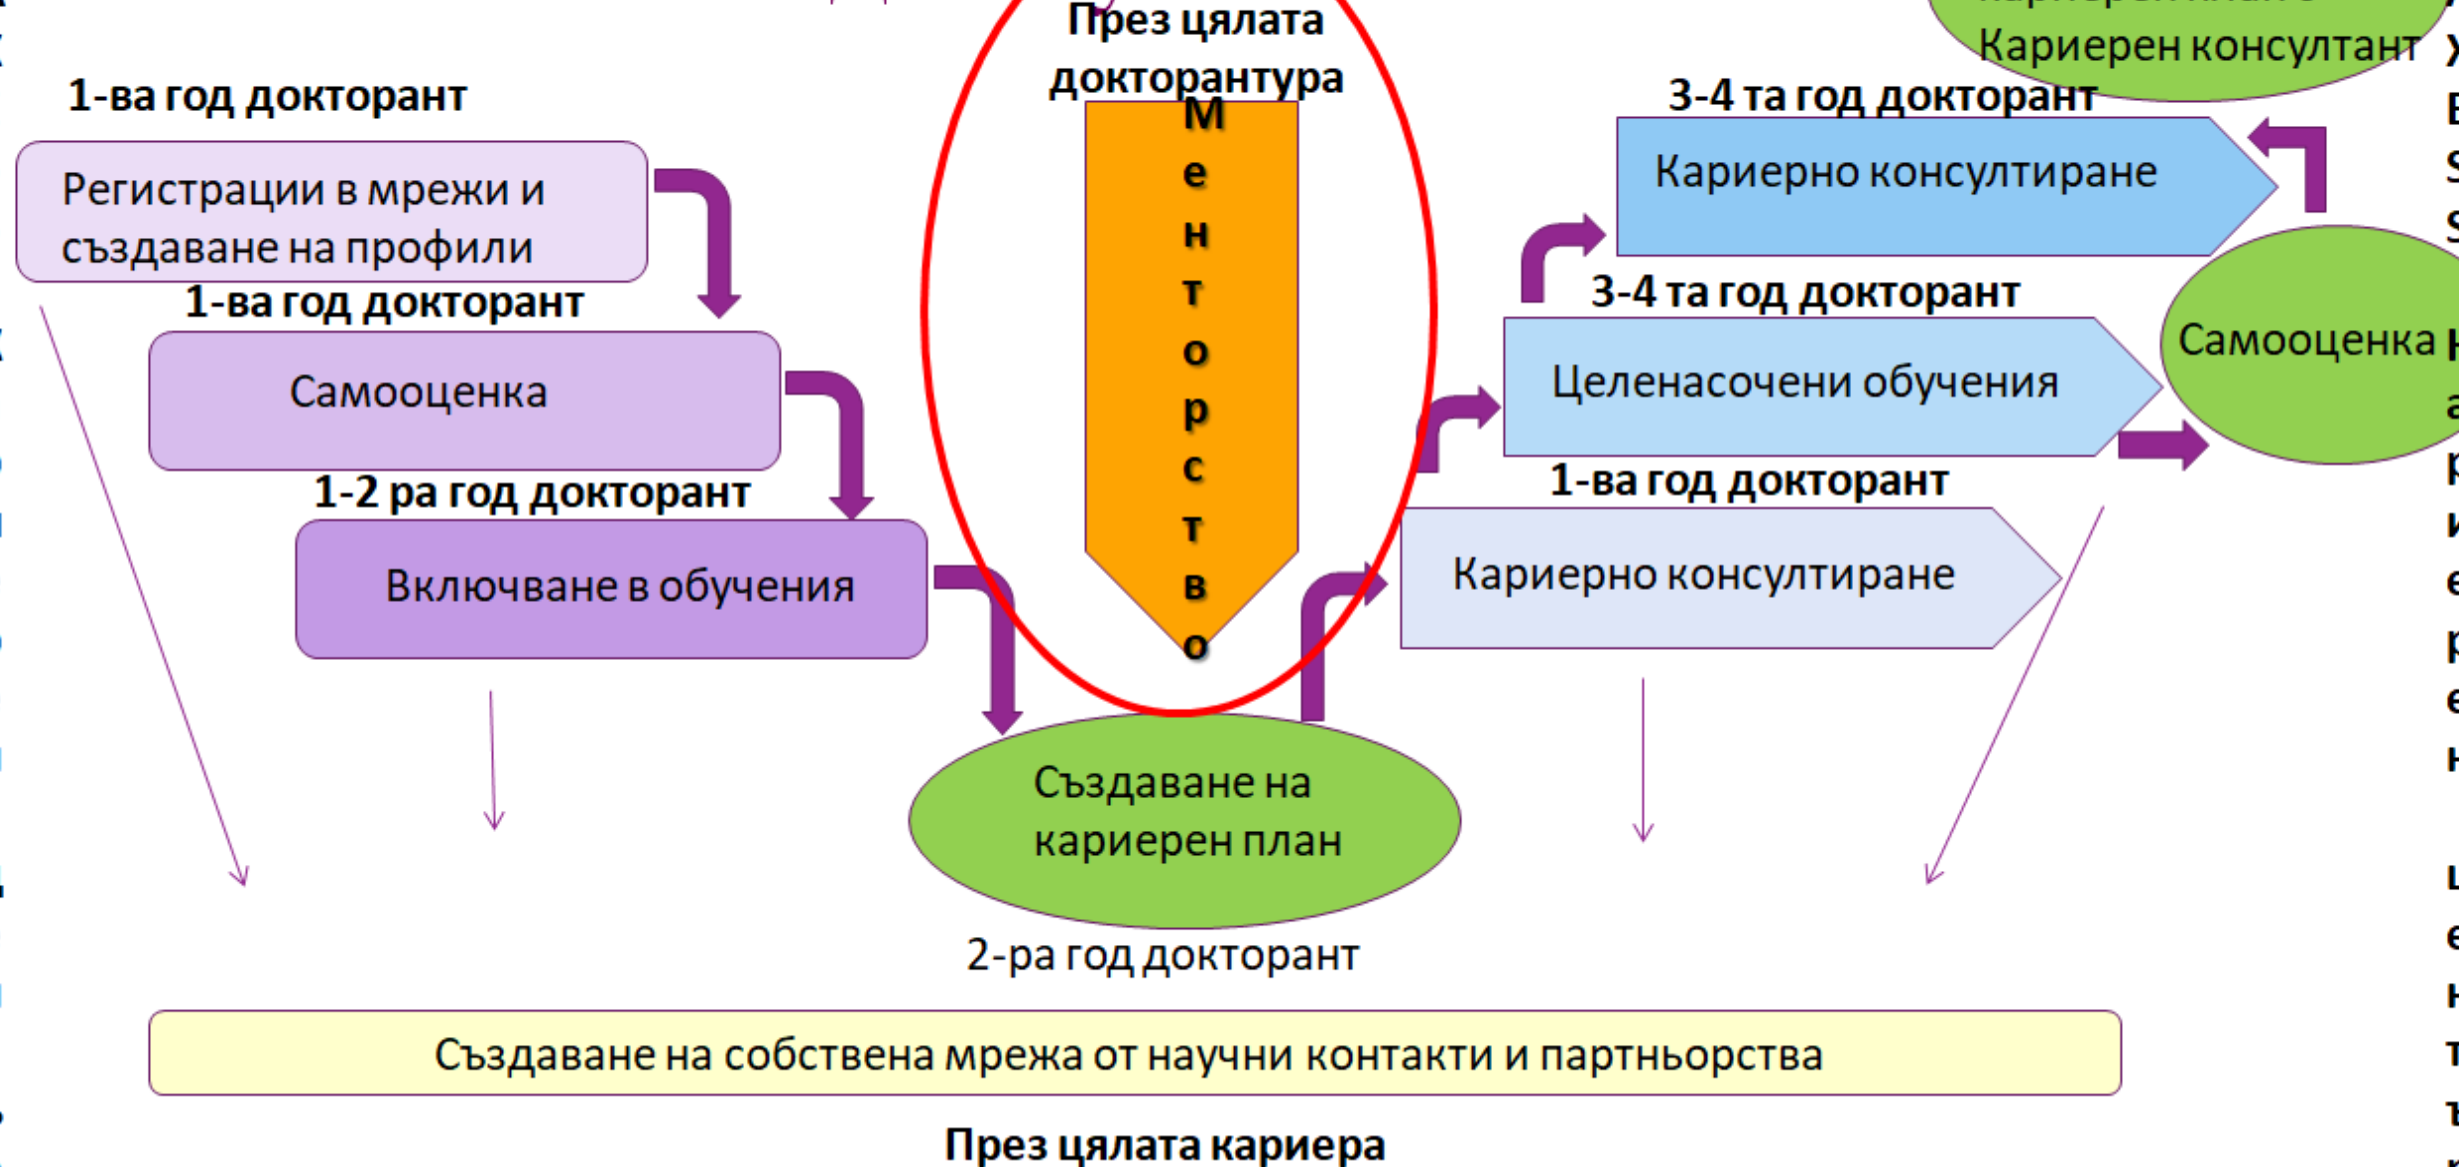 През цялата
докторантура
Менторство
1-ва год докторант
Регистрации в мрежи и
създаване на профили
1-ва год докторант
Самооценка
1-2 ра год докторант
Включване в обучения
Създаване на
кариерен план
2-ра год докторант
Кариерен консултант
3-4 та год докторант
Кариерно консултиране
3-4 та год докторант
Целенасочени обучения
Самооценка
1-ва год докторант
Кариерно консултиране
Създаване на собствена мрежа от научни контакти и партньорства
През цялата кариера